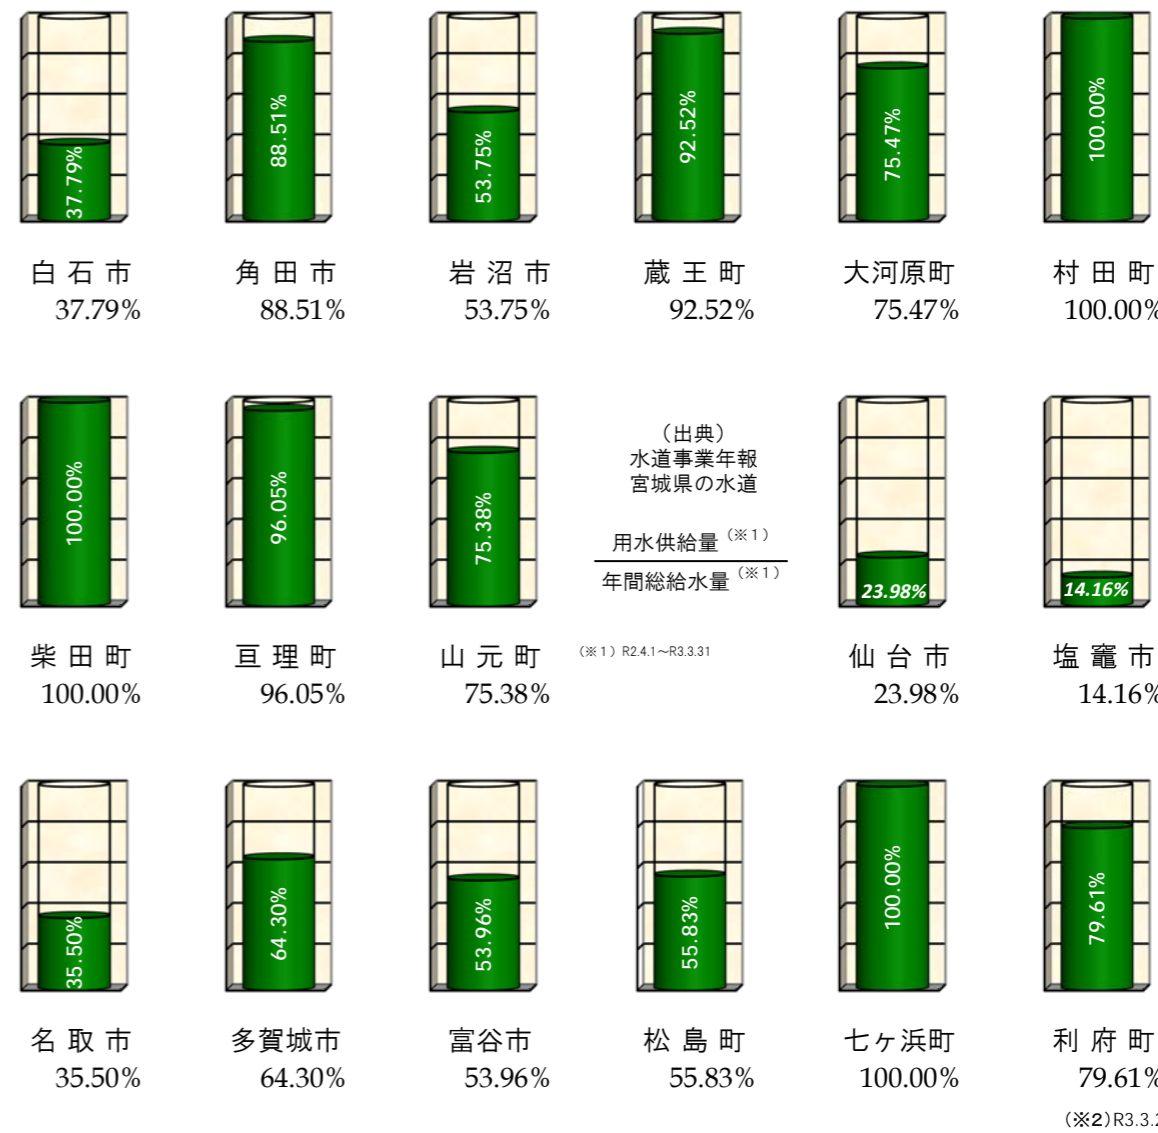 37.79%
88.51%
53.75%
92.52%
75.47%
100.00%
白石市
角田市
岩沼市
蔵王町
大河原町
村田町
37.79%
88.51%
53.75%
92.52%
75.47%
100.00%
100.00%
96.05%
75.38%
(出典)
水道事業年報
宮城県の水道
用水供給量(※1)
年間総給水量(※1)
23.98%
14.16%
柴田町
亘理町
山元町
(※1) R2.4.1~R3.3.31
仙台市
塩竈市
100.00%
96.05%
75.38%
23.98%
14.16%
35.50%
64.30%
53.96%
55.83%
100.00%
79.61%
名取市
多賀城市
富谷市
松島町
七ヶ浜町
利府町
35.50%
64.30%
53.96%
55.83%
100.00%
79.61%
(※2)R3.3.